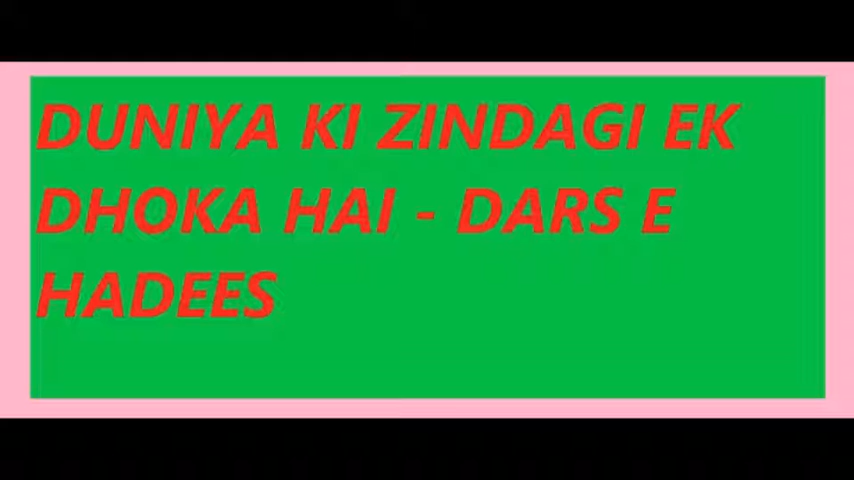 DUNIYA KI ZINDAGI EK
DHOKA HAI - DARS E
HADEES